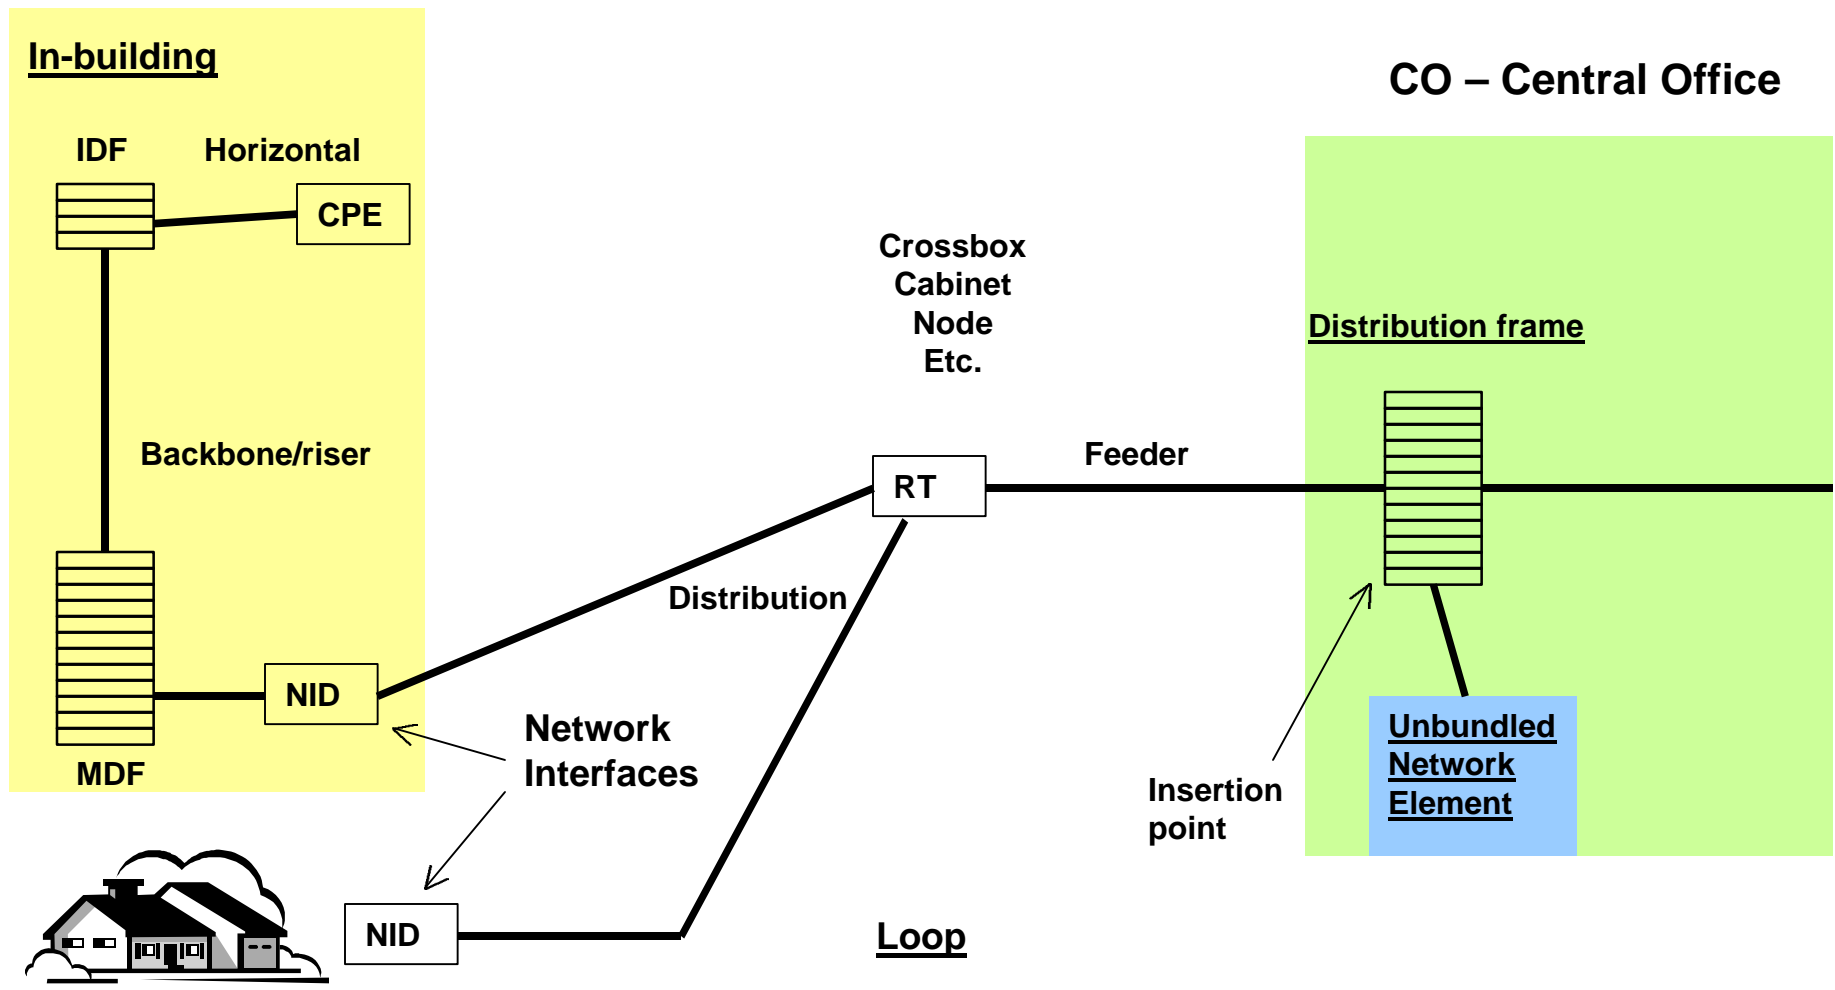 In-building
CO – Central Office
IDF
Horizontal
CPE
Crossbox
Cabinet
Node
Etc.
Distribution frame
Backbone/riser
Feeder
RT
Distribution
NID
Network
Interfaces
MDF
Unbundled
Network
Element
Insertion
point
NID
Loop